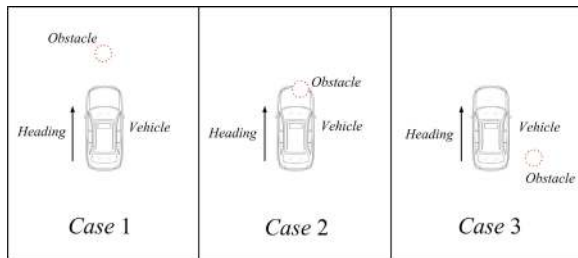 Obstacle
Heading
Vehicle
Case 1
Obstacle
Heading
Vehicle
Case 2
Heading
Vehicle
Obstacle
Case 3